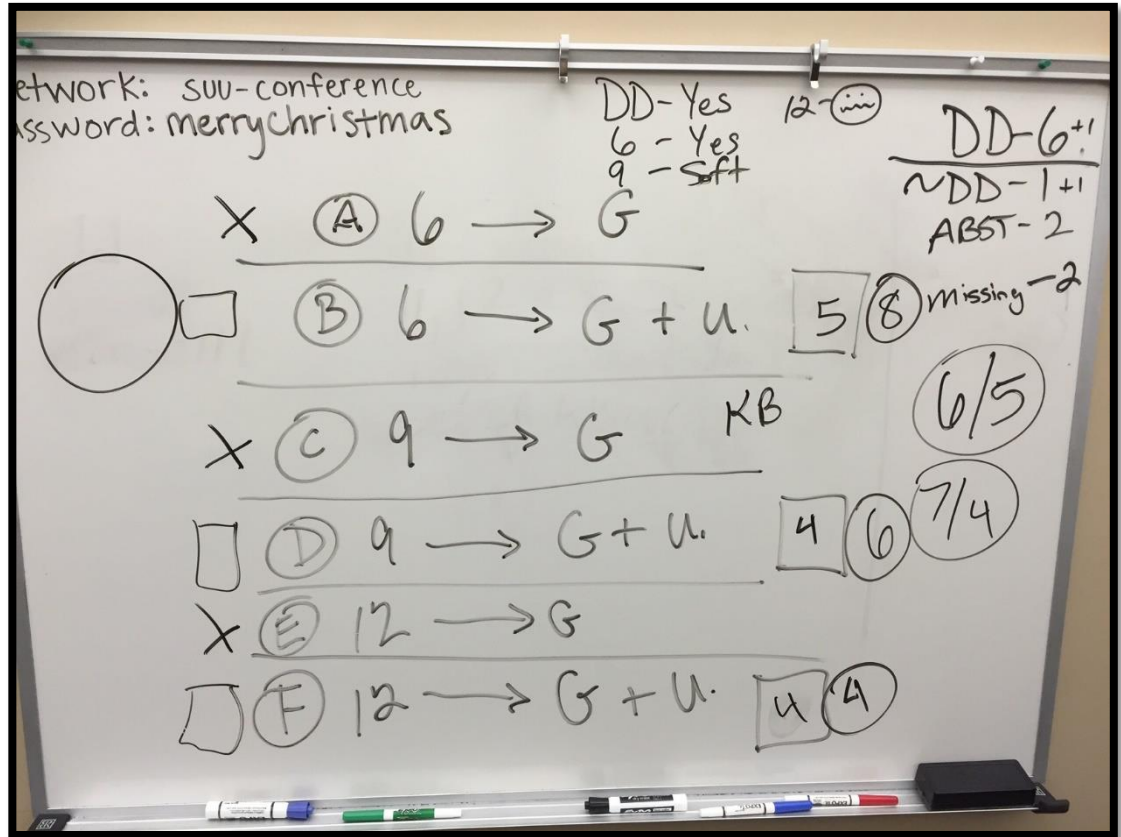 etwork: suu-conference
assword: merrychristmas
DD-Yes
6 - Yes
9 - Soft
12-
DD-6+1
~DD-1+1
ABST-2
missing-2
X A 6 → G
B 6 → G + U. 5 8
6/5
X C 9 → G KB
D 9 → G + U. 4 6
7/4
X E 12 → G
F 12 → G + U. 4 4